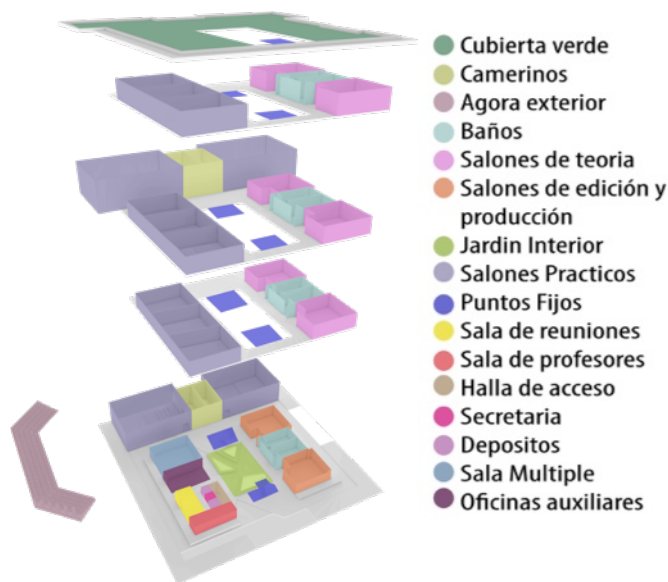 Cubierta verde
Camerinos
Agora exterior
Baños
Salones de teoria
Salones de edición y
producción
Jardin Interior
Salones Practicos
Puntos Fijos
Sala de reuniones
Sala de profesores
Halla de acceso
Secretaria
Depositos
Sala Multiple
Oficinas auxiliares